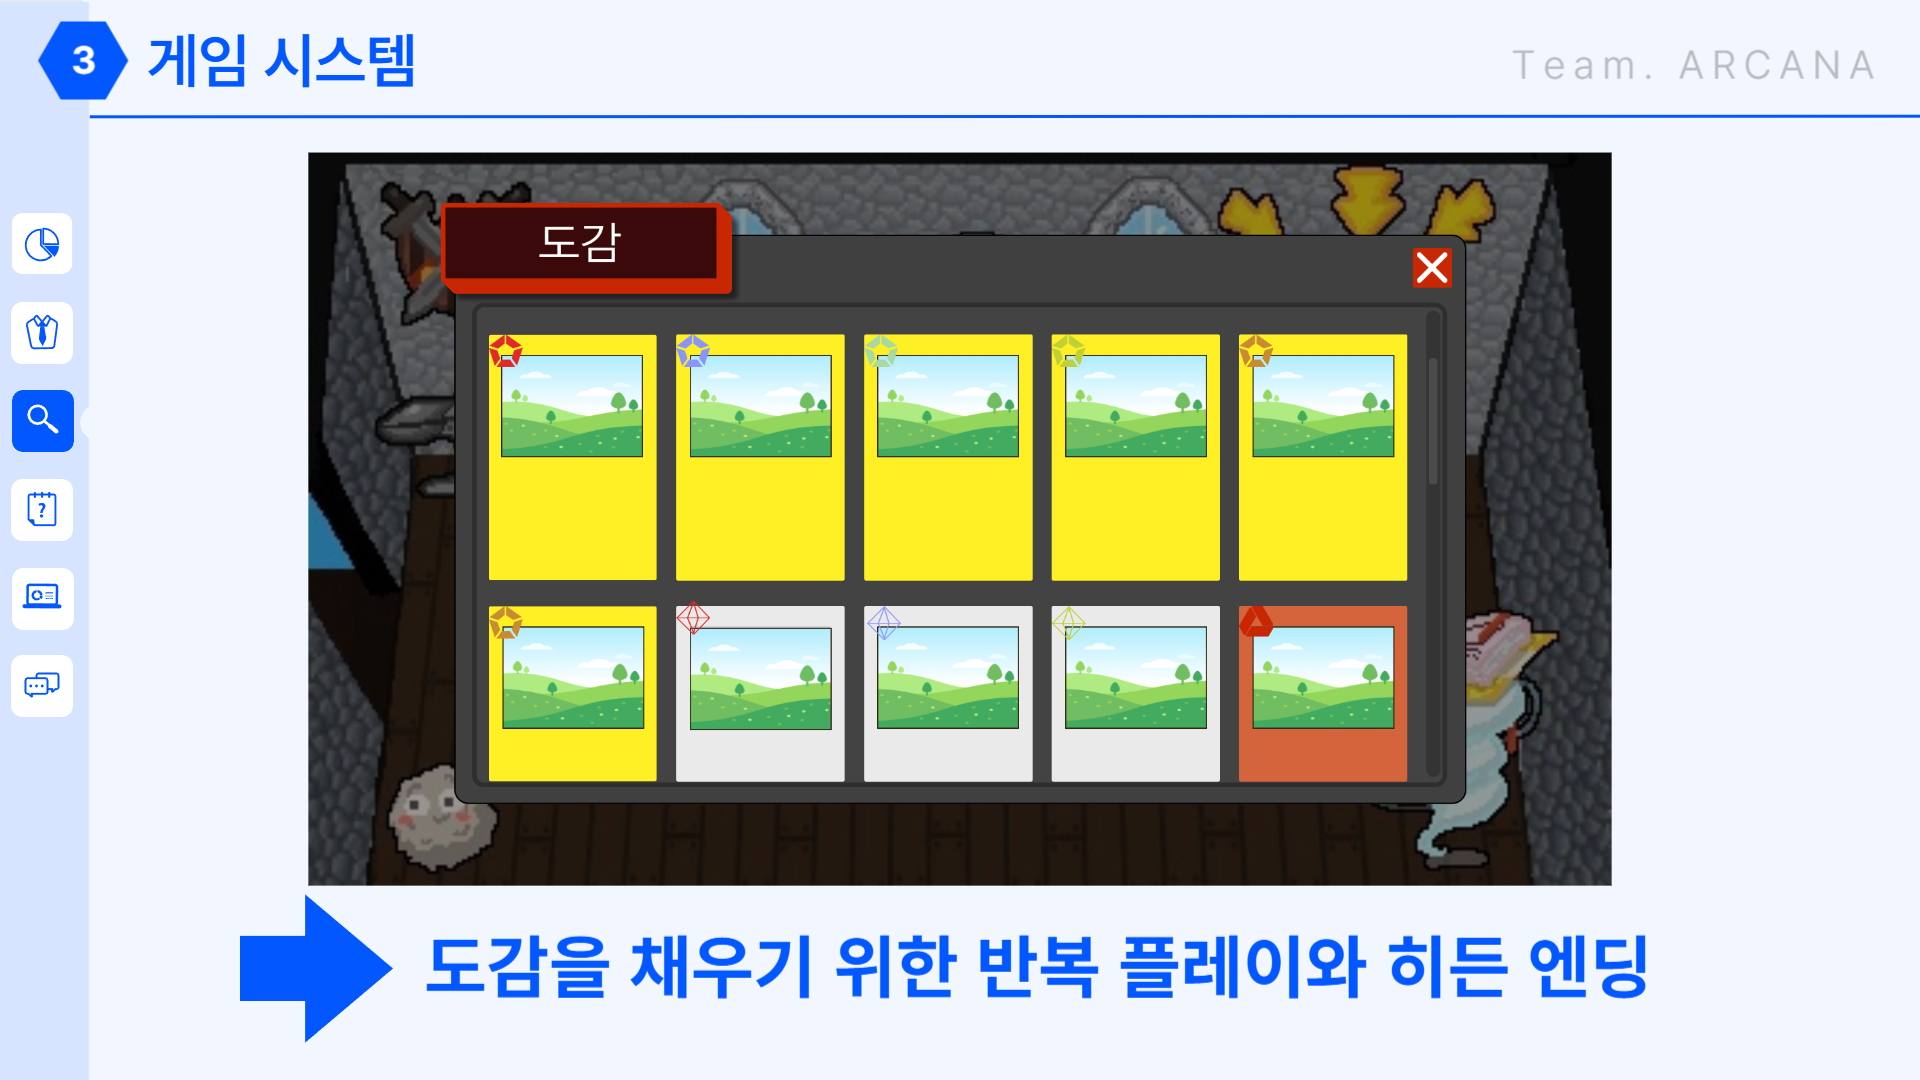 3 게임 시스템
Team. ARCANA
도감
?
도감을 채우기 위한 반복 플레이와 히든 엔딩